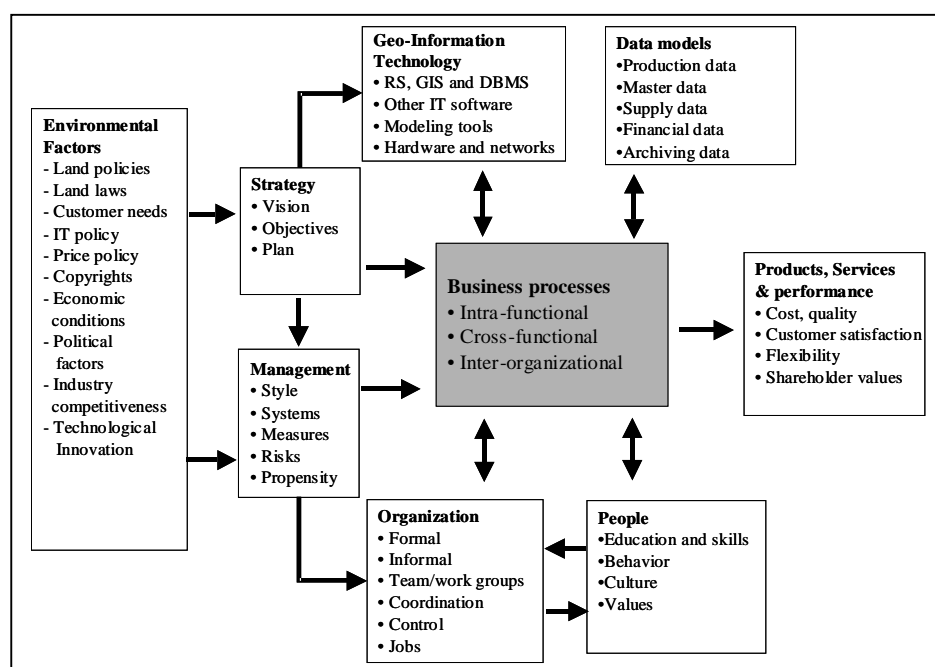 Environmental
Factors
- Land policies
- Land laws
- Customer needs
- IT policy
- Price policy
- Copyrights
- Economic
conditions
- Political
factors
- Industry
competitiveness
- Technological
Innovation
Strategy
• Vision
• Objectives
• Plan
Management
• Style
• Systems
• Measures
• Risks
• Propensity
Geo-Information
Technology
• RS, GIS and DBMS
• Other IT software
• Modeling tools
• Hardware and networks
Data models
•Production data
•Master data
•Supply data
•Financial data
•Archiving data
Business processes
• Intra-functional
• Cross-functional
• Inter-organizational
Products, Services
& performance
• Cost, quality
• Customer satisfaction
• Flexibility
• Shareholder values
Organization
• Formal
• Informal
• Team/work groups
• Coordination
• Control
• Jobs
People
•Education and skills
•Behavior
•Culture
•Values